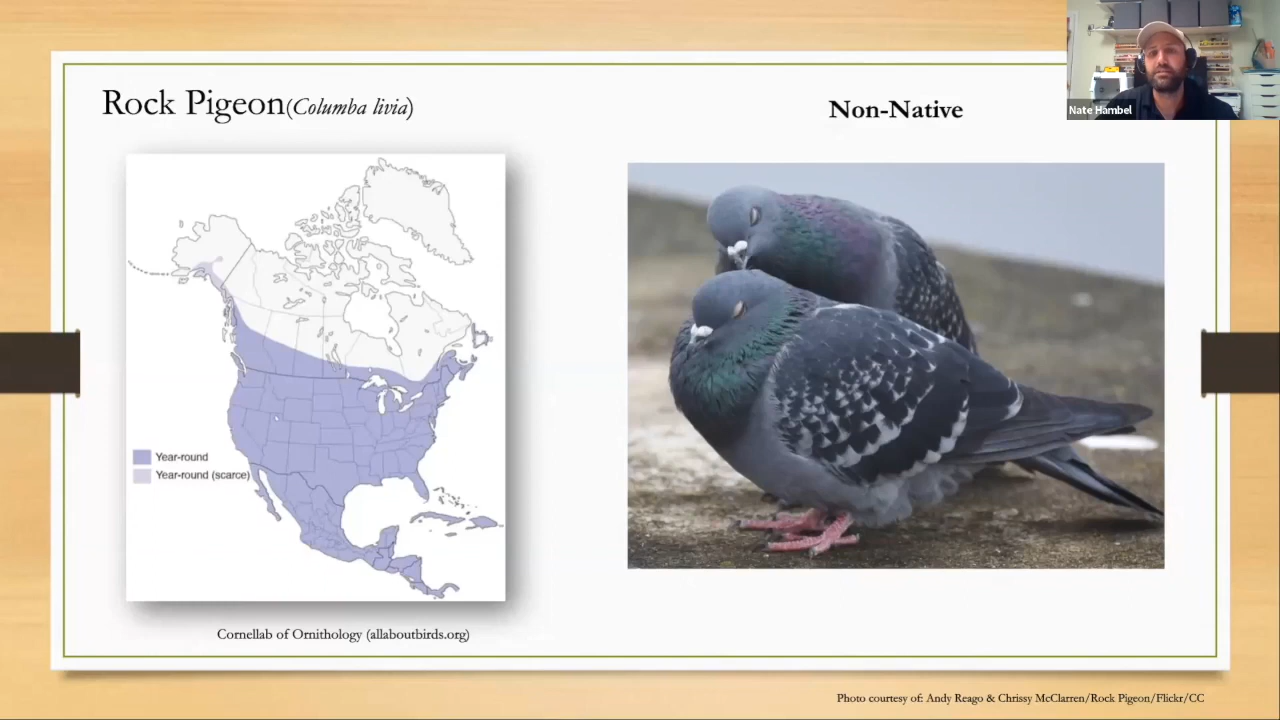 Rock Pigeon(Columba livia)
Non-Native
Nate Hambel
Year-round
Year-round (scarce)
Cornellab of Ornithology (allaboutbirds.org)
Photo courtesy of: Andy Reago & Chrissy McClarren/Rock Pigeon/Flickr/CC